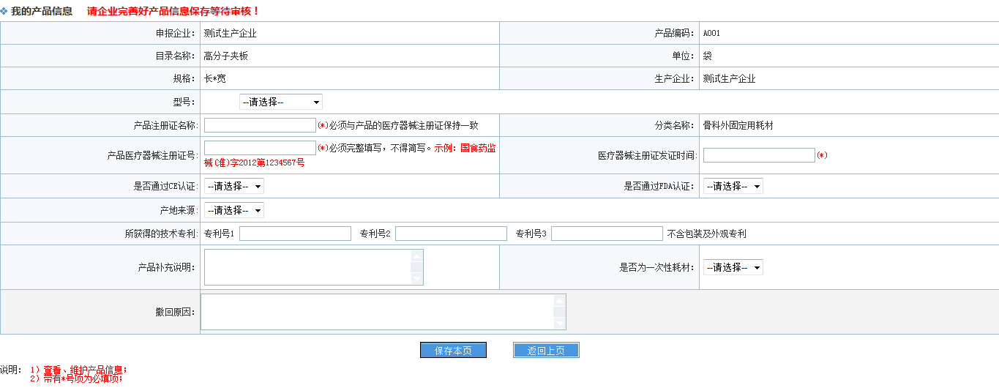 我的产品信息 请企业完善好产品信息保存等待审核！
申报企业： 测试生产企业 产品编码： A001
目录名称： 高分子夹板 单位： 袋
规格： 长*宽 生产企业： 测试生产企业
型号： --请选择--
产品注册证名称: (*)必须与产品的医疗器械注册证保持一致 分类名称： 骨科外固定用耗材
产品医疗器械注册证号: (*)必须完整填写，不得简写。示例：国食药监
械(准)字2012第1234567号 医疗器械注册证发证时间: (*)
是否通过CE认证: --请选择-- 是否通过FDA认证： --请选择--
产地来源: --请选择--
所获得的技术专利: 专利号1 专利号2 专利号3 不含包装及外观专利
产品补充说明： 是否为一次性耗材： --请选择--
撤回原因：
保存本页 返回上页
说明： 1）查看、维护产品信息；
2）带有*号项为必填项；